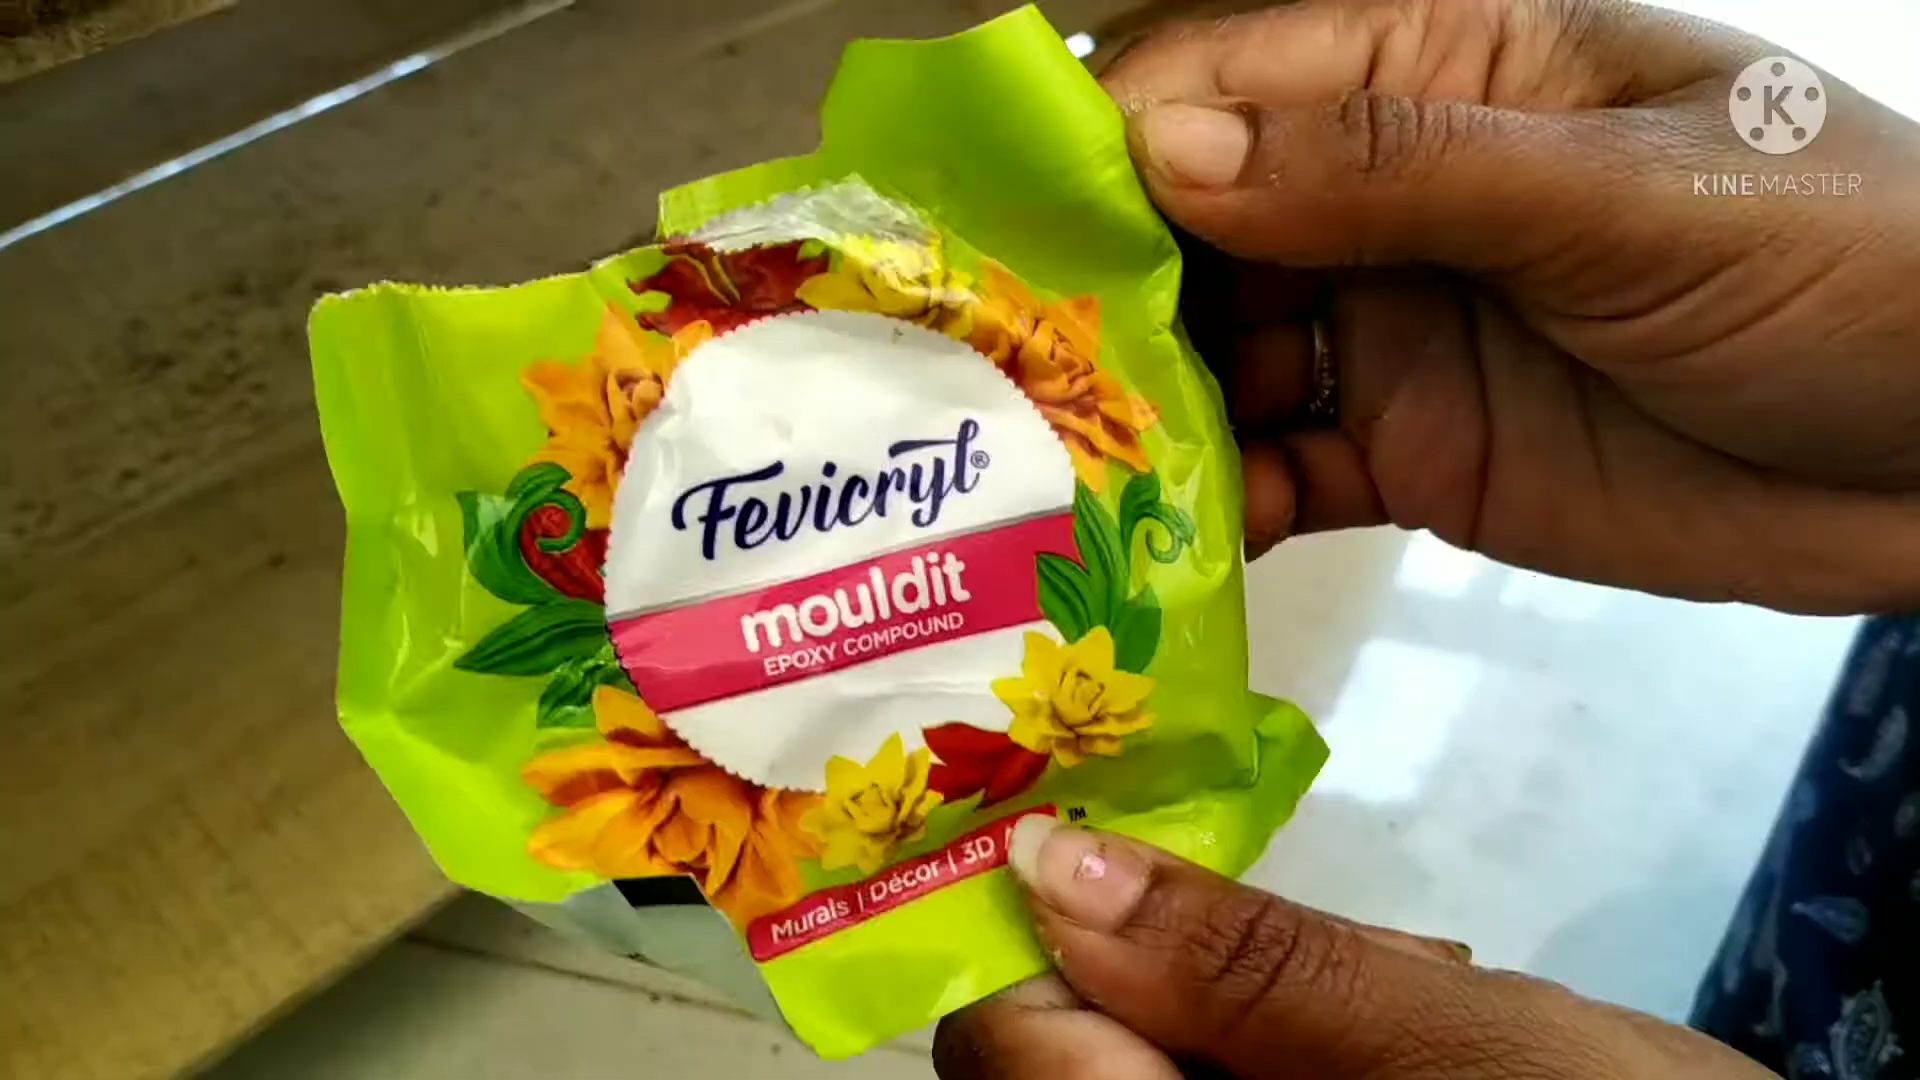 K
KINEMASTER
Fevicryl®
mouldit
EPOXY COMPOUND
TM
Murals | Décor | 3D